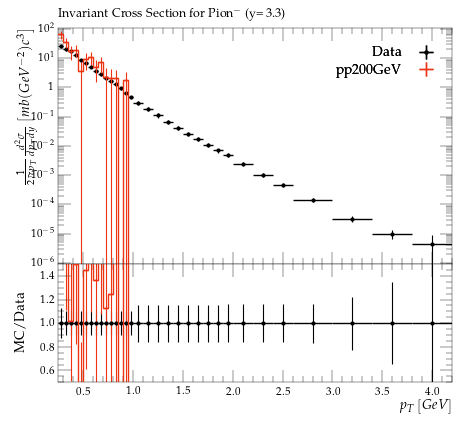 Invariant Cross Section for Pion⁻ (y= 3.3)
10²
10
1
10⁻¹
10⁻²
10⁻³
10⁻⁴
10⁻⁵
10⁻⁶
1/2πp_T d²σ/dp_T dy [mb(GeV⁻²)c³]
Data
pp200GeV
1.4
1.2
1.0
0.8
0.6
MC/Data
0.5 1.0 1.5 2.0 2.5 3.0 3.5 4.0
p_T [GeV]